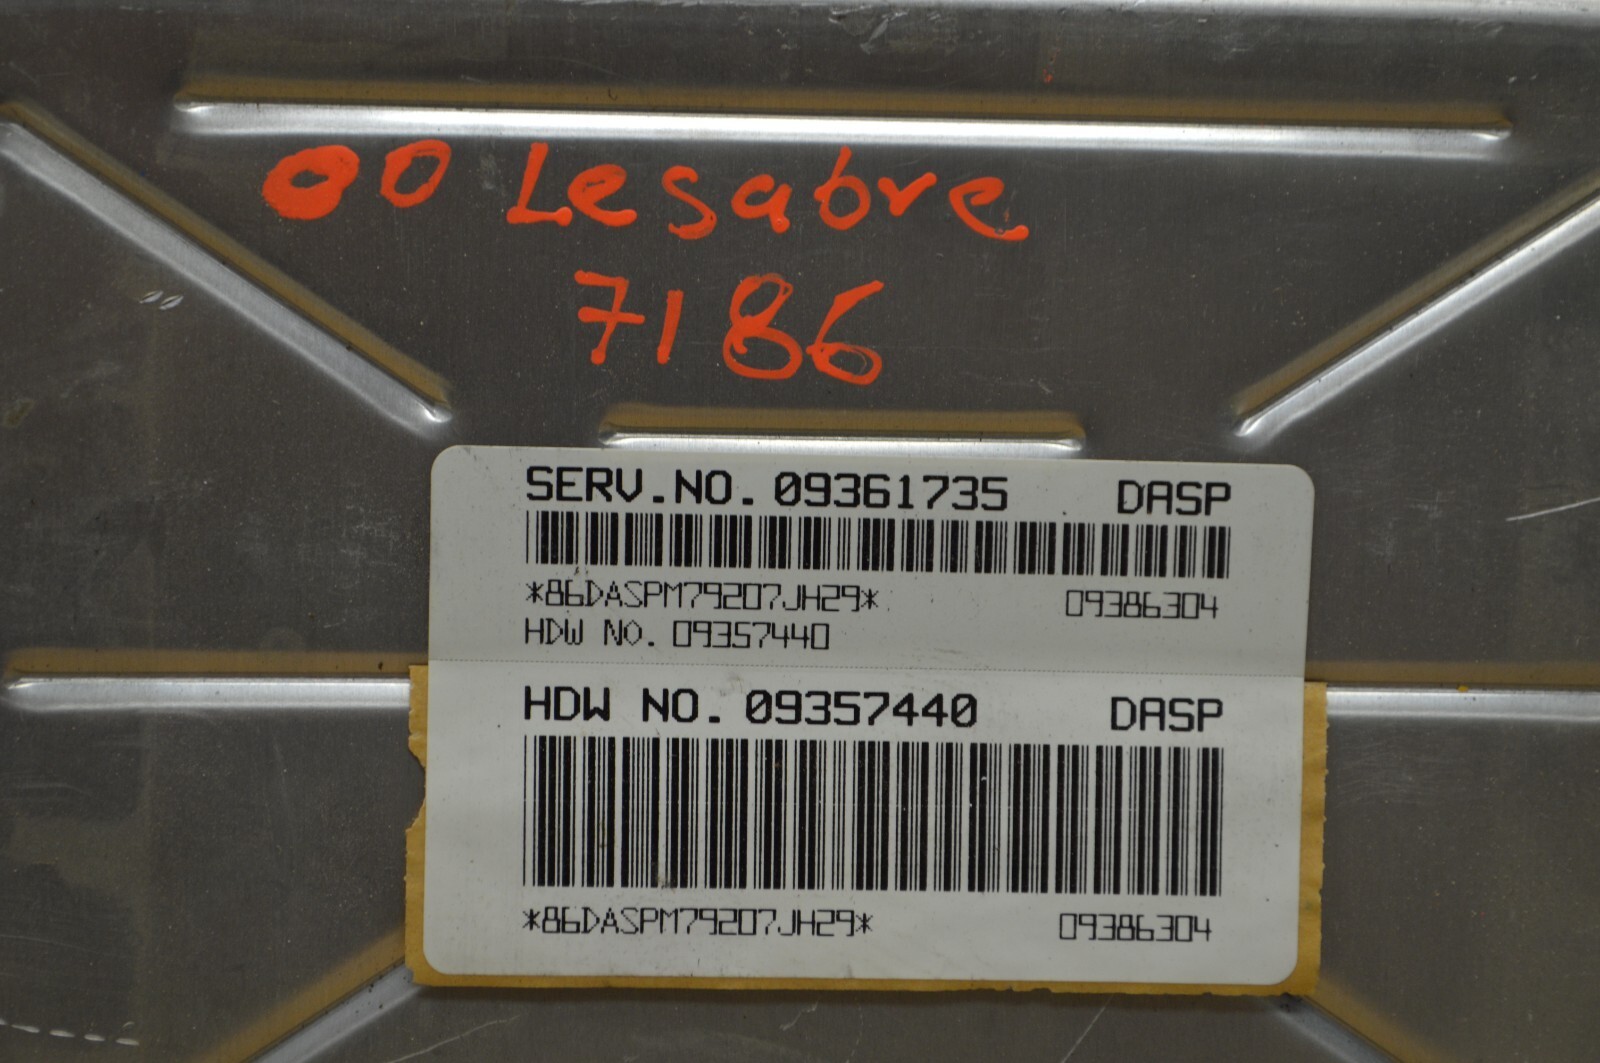 00 Lesabre
7186
SERV.NO. 09361735 DASP
*86DASPM79207JH29* 09386304
HDW NO. 09357440
HDW NO. 09357440 DASP
*86DASPM79207JH29* 09386304